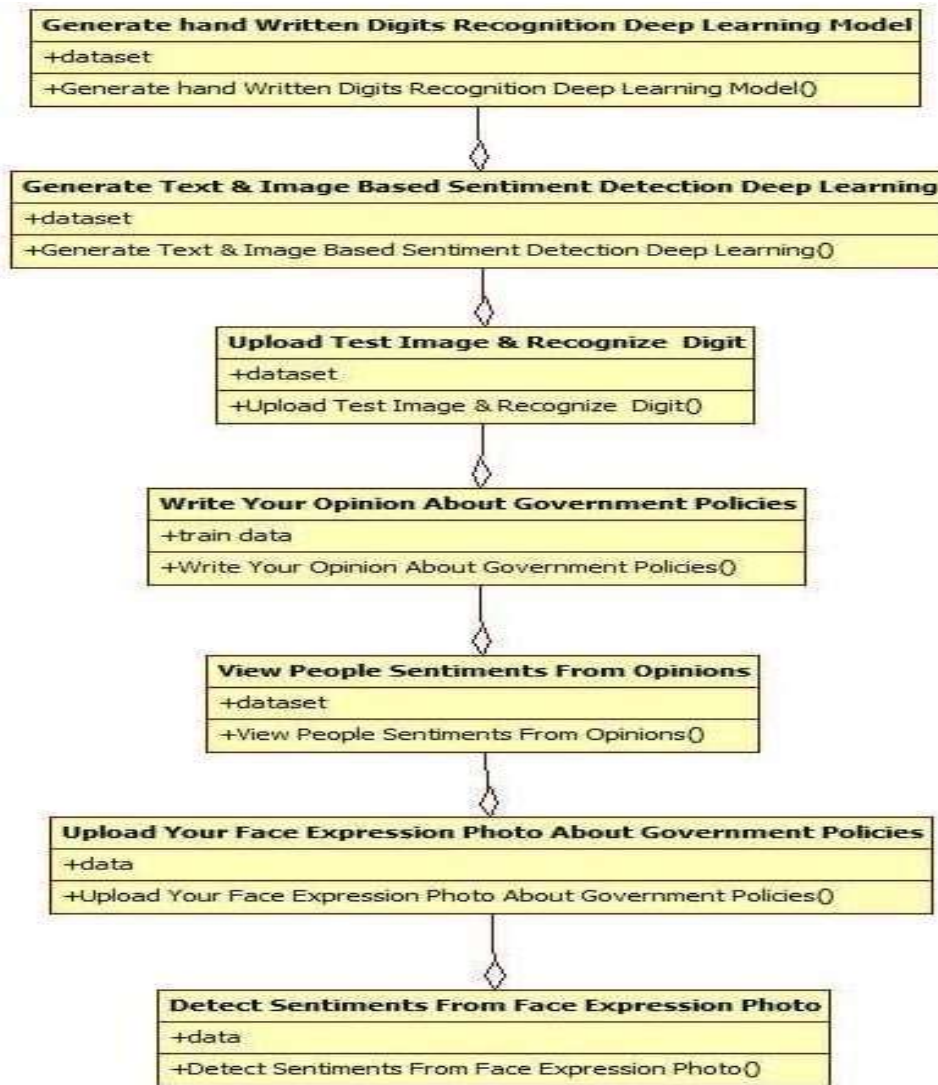 Generate hand Written Digits Recognition Deep Learning Model
+dataset
+Generate hand Written Digits Recognition Deep Learning Model()
Generate Text & Image Based Sentiment Detection Deep Learning
+dataset
+Generate Text & Image Based Sentiment Detection Deep Learning()
Upload Test Image & Recognize Digit
+dataset
+Upload Test Image & Recognize Digit()
Write Your Opinion About Government Policies
+train data
+Write Your Opinion About Government Policies()
View People Sentiments From Opinions
+dataset
+View People Sentiments From Opinions()
Upload Your Face Expression Photo About Government Policies
+data
+Upload Your Face Expression Photo About Government Policies()
Detect Sentiments From Face Expression Photo
+data
+Detect Sentiments From Face Expression Photo()